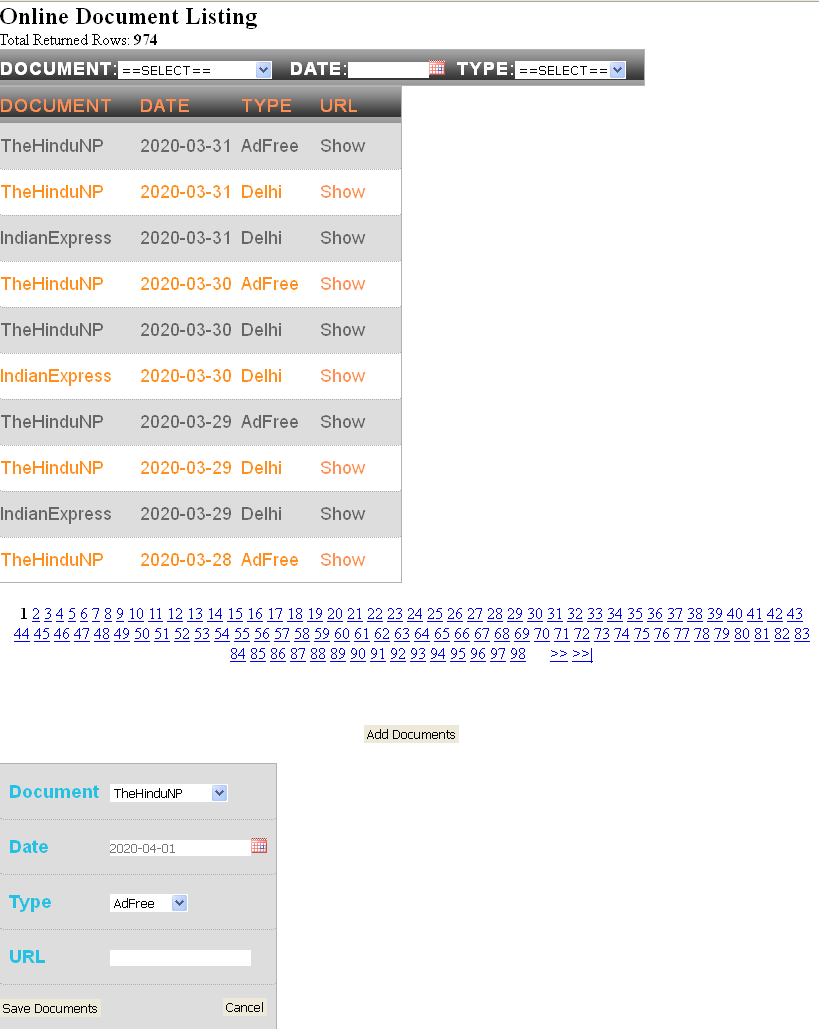 Online Document Listing
Total Returned Rows: 974
DOCUMENT: ==SELECT== DATE: TYPE: ==SELECT==
DOCUMENT DATE TYPE URL
TheHinduNP 2020-03-31 AdFree Show
TheHinduNP 2020-03-31 Delhi Show
IndianExpress 2020-03-31 Delhi Show
TheHinduNP 2020-03-30 AdFree Show
TheHinduNP 2020-03-30 Delhi Show
IndianExpress 2020-03-30 Delhi Show
TheHinduNP 2020-03-29 AdFree Show
TheHinduNP 2020-03-29 Delhi Show
IndianExpress 2020-03-29 Delhi Show
TheHinduNP 2020-03-28 AdFree Show
1 2 3 4 5 6 7 8 9 10 11 12 13 14 15 16 17 18 19 20 21 22 23 24 25 26 27 28 29 30 31 32 33 34 35 36 37 38 39 40 41 42 43
44 45 46 47 48 49 50 51 52 53 54 55 56 57 58 59 60 61 62 63 64 65 66 67 68 69 70 71 72 73 74 75 76 77 78 79 80 81 82 83
84 85 86 87 88 89 90 91 92 93 94 95 96 97 98 >> >>|
Add Documents
Document TheHinduNP
Date 2020-04-01
Type AdFree
URL
Save Documents Cancel